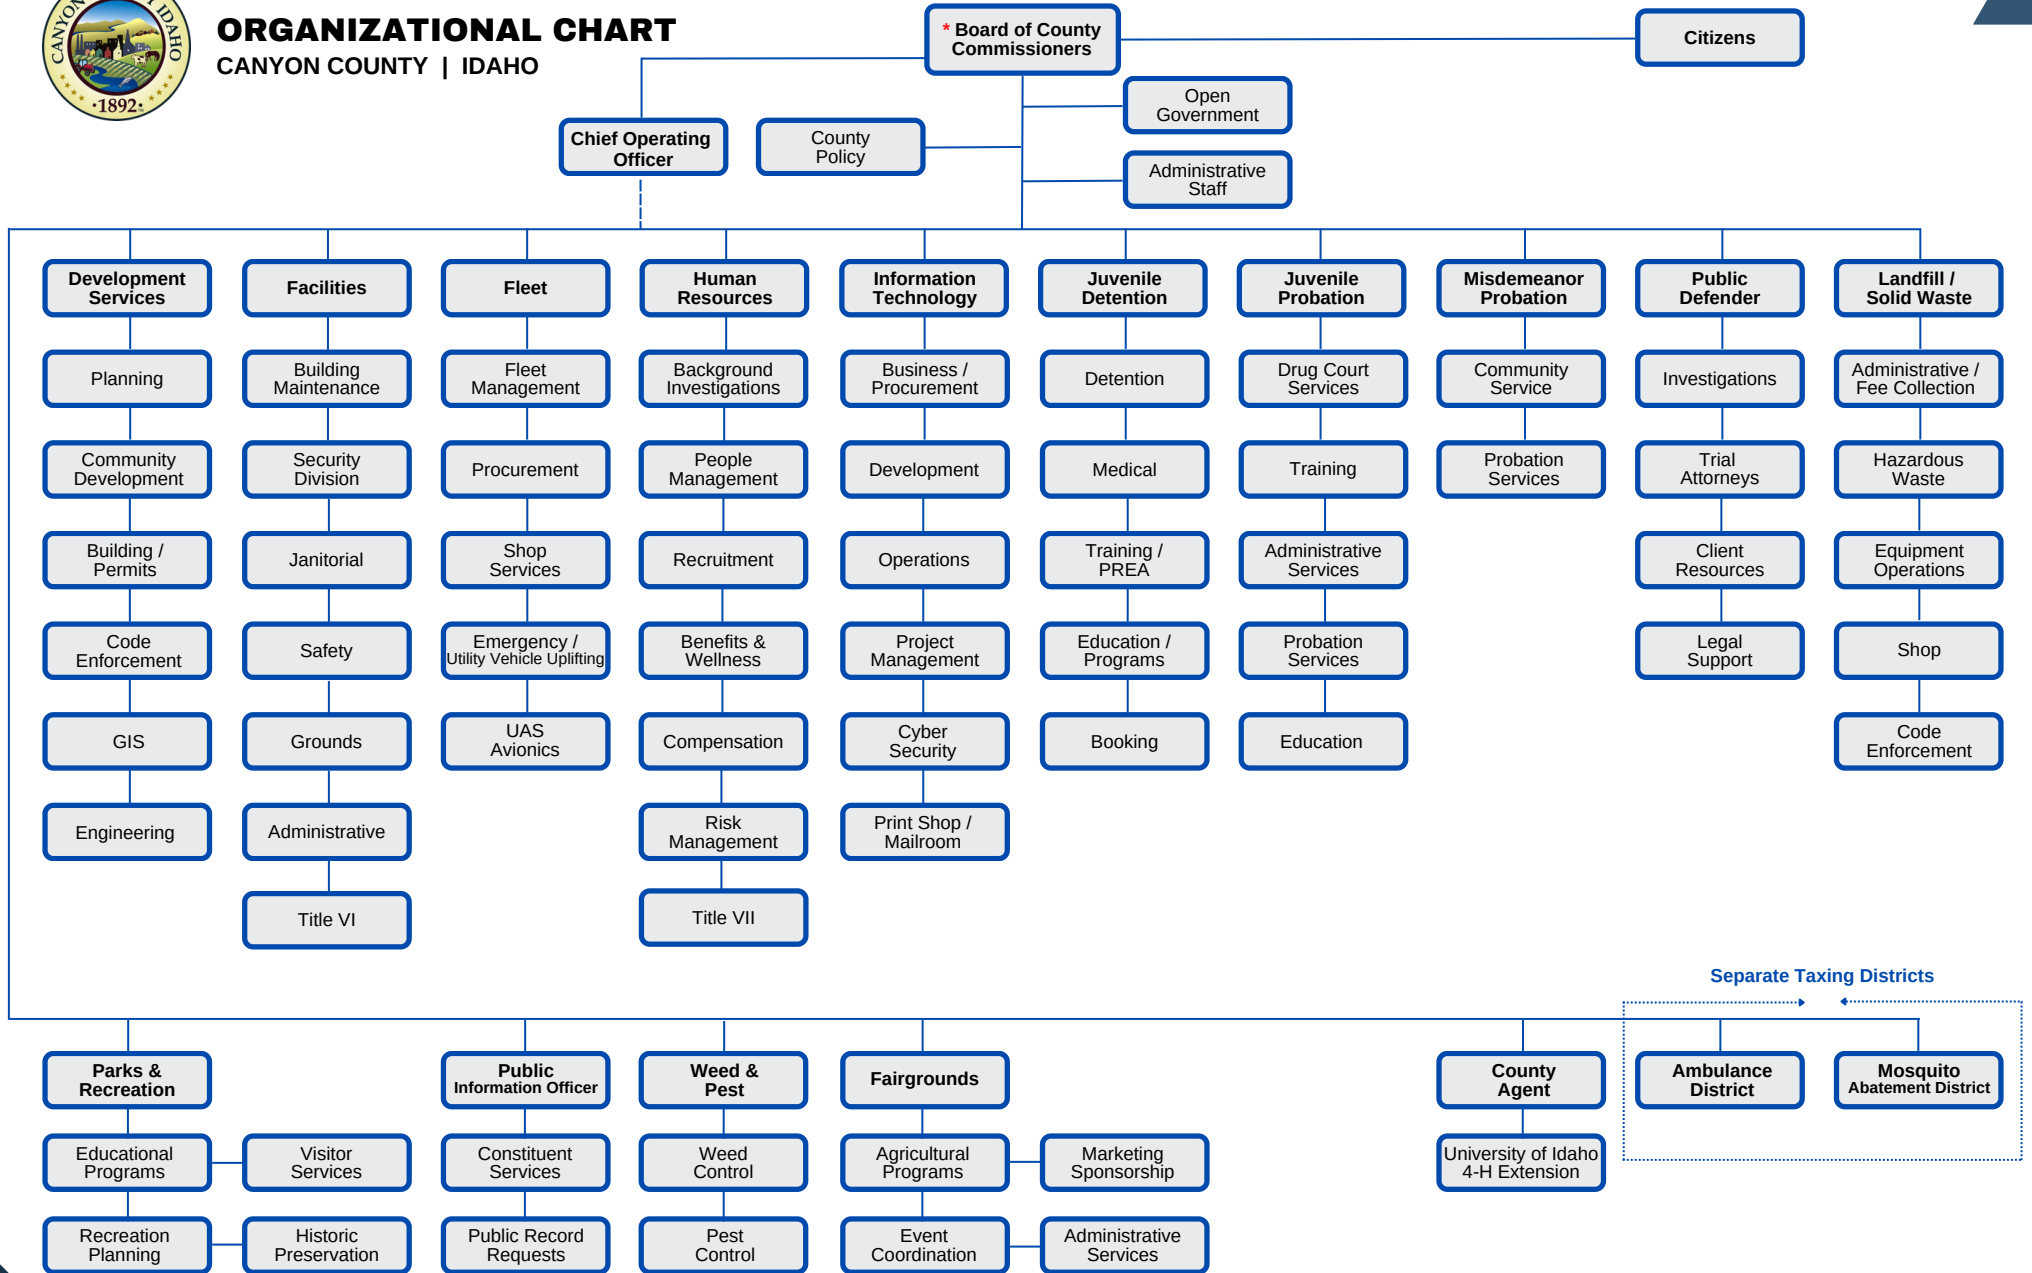 ORGANIZATIONAL CHART
CANYON COUNTY | IDAHO
CANYON
IDAHO
·1892·
* Board of County
Commissioners
Citizens
Open
Government
Chief Operating
Officer
County
Policy
Administrative
Staff
Development
Services
Facilities
Fleet
Human
Resources
Information
Technology
Juvenile
Detention
Juvenile
Probation
Misdemeanor
Probation
Public
Defender
Landfill /
Solid Waste
Planning
Building
Maintenance
Fleet
Management
Background
Investigations
Business /
Procurement
Detention
Drug Court
Services
Community
Service
Investigations
Administrative /
Fee Collection
Community
Development
Security
Division
Procurement
People
Management
Development
Medical
Training
Probation
Services
Trial
Attorneys
Hazardous
Waste
Building /
Permits
Janitorial
Shop
Services
Recruitment
Operations
Training /
PREA
Administrative
Services
Client
Resources
Equipment
Operations
Code
Enforcement
Safety
Emergency /
Utility Vehicle Uplifting
Benefits &
Wellness
Project
Management
Education /
Programs
Probation
Services
Legal
Support
Shop
GIS
Grounds
UAS
Avionics
Compensation
Cyber
Security
Booking
Education
Code
Enforcement
Engineering
Administrative
Risk
Management
Print Shop /
Mailroom
Title VI
Title VII
Separate Taxing Districts
Parks &
Recreation
Public
Information Officer
Weed &
Pest
Fairgrounds
County
Agent
Ambulance
District
Mosquito
Abatement District
Educational
Programs
Visitor
Services
Constituent
Services
Weed
Control
Agricultural
Programs
Marketing
Sponsorship
University of Idaho
4-H Extension
Recreation
Planning
Historic
Preservation
Public Record
Requests
Pest
Control
Event
Coordination
Administrative
Services